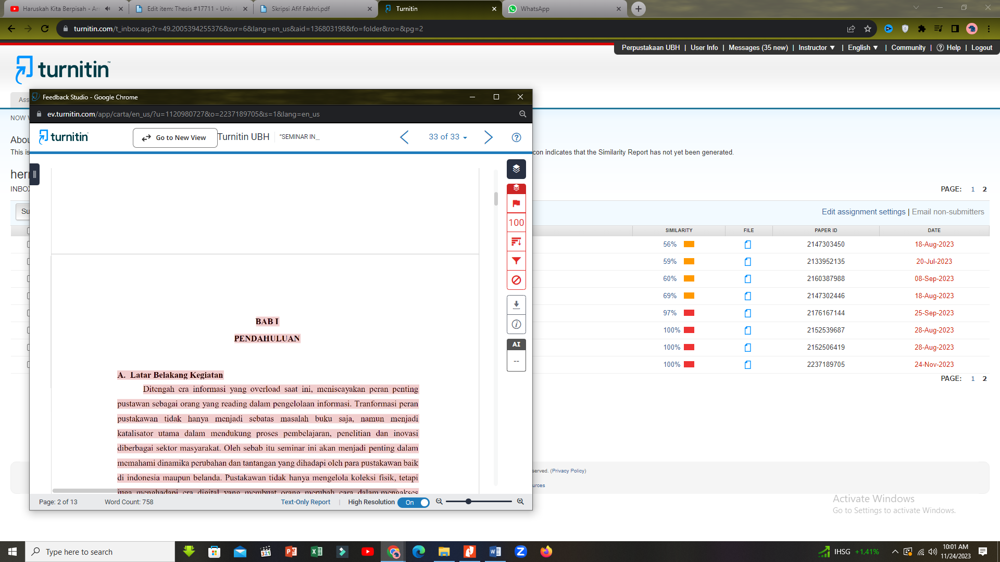 Haruskah Kita Berpisah - Ar
Edit item: Thesis #17711 - Univ.
Skripsi Afif Fakhri.pdf
Turnitin
WhatsApp
turnitin.com/t_inbox.asp?r=49.2005394255376&svr=6&lang=en_us&aid=136803198&fo=folder&ro=&pg=2
Perpustakaan UBH | User Info | Messages (35 new) | Instructor ▼ | English ▼ | Community | ? Help | Logout
turnitin™
Ass
NOW
Abou
This is
con indicates that the Similarity Report has not yet been generated.
INBOX
PAGE: 1 2
Su
Edit assignment settings | Email non-submitters
SIMILARITY FILE PAPER ID DATE
56% 2147303450 18-Aug-2023
59% 2133952135 20-Jul-2023
60% 2160387988 08-Sep-2023
69% 2147302446 18-Aug-2023
97% 2176167144 25-Sep-2023
100% 2152539687 28-Aug-2023
100% 2152506419 28-Aug-2023
100% 2237189705 24-Nov-2023
PAGE: 1 2
served. (Privacy Policy)
urces
Feedback Studio - Google Chrome
ev.turnitin.com/app/carta/en_us/?u=1120980727&o=2237189705&s=1&lang=en_us
turnitin
Go to New View
Turnitin UBH
"SEMINAR IN...
33 of 33
?
100
i
AI
--
BAB I
PENDAHULUAN
A. Latar Belakang Kegiatan
Ditengah era informasi yang overload saat ini, meniscayakan peran penting
pustawan sebagai orang yang reading dalam pengelolaan informasi. Tranformasi peran
pustakawan tidak hanya menjadi sebatas masalah buku saja, namun menjadi
katalisator utama dalam mendukung proses pembelajaran, penelitian dan inovasi
diberbagai sektor masyarakat. Oleh sebab itu seminar ini akan menjadi penting dalam
memahami dinamika perubahan dan tantangan yang dihadapi oleh para pustakawan baik
di indonesia maupun belanda. Pustakawan tidak hanya mengelola koleksi fisik, tetapi
juga menghadapi era digital yang membuat orang merubah cara dalam mengakses
Page: 2 of 13
Word Count: 758
Text-Only Report | High Resolution On
Activate Windows
Go to Settings to activate Windows.
Type here to search
321
IHSG +1,41%
10:01 AM
11/24/2023